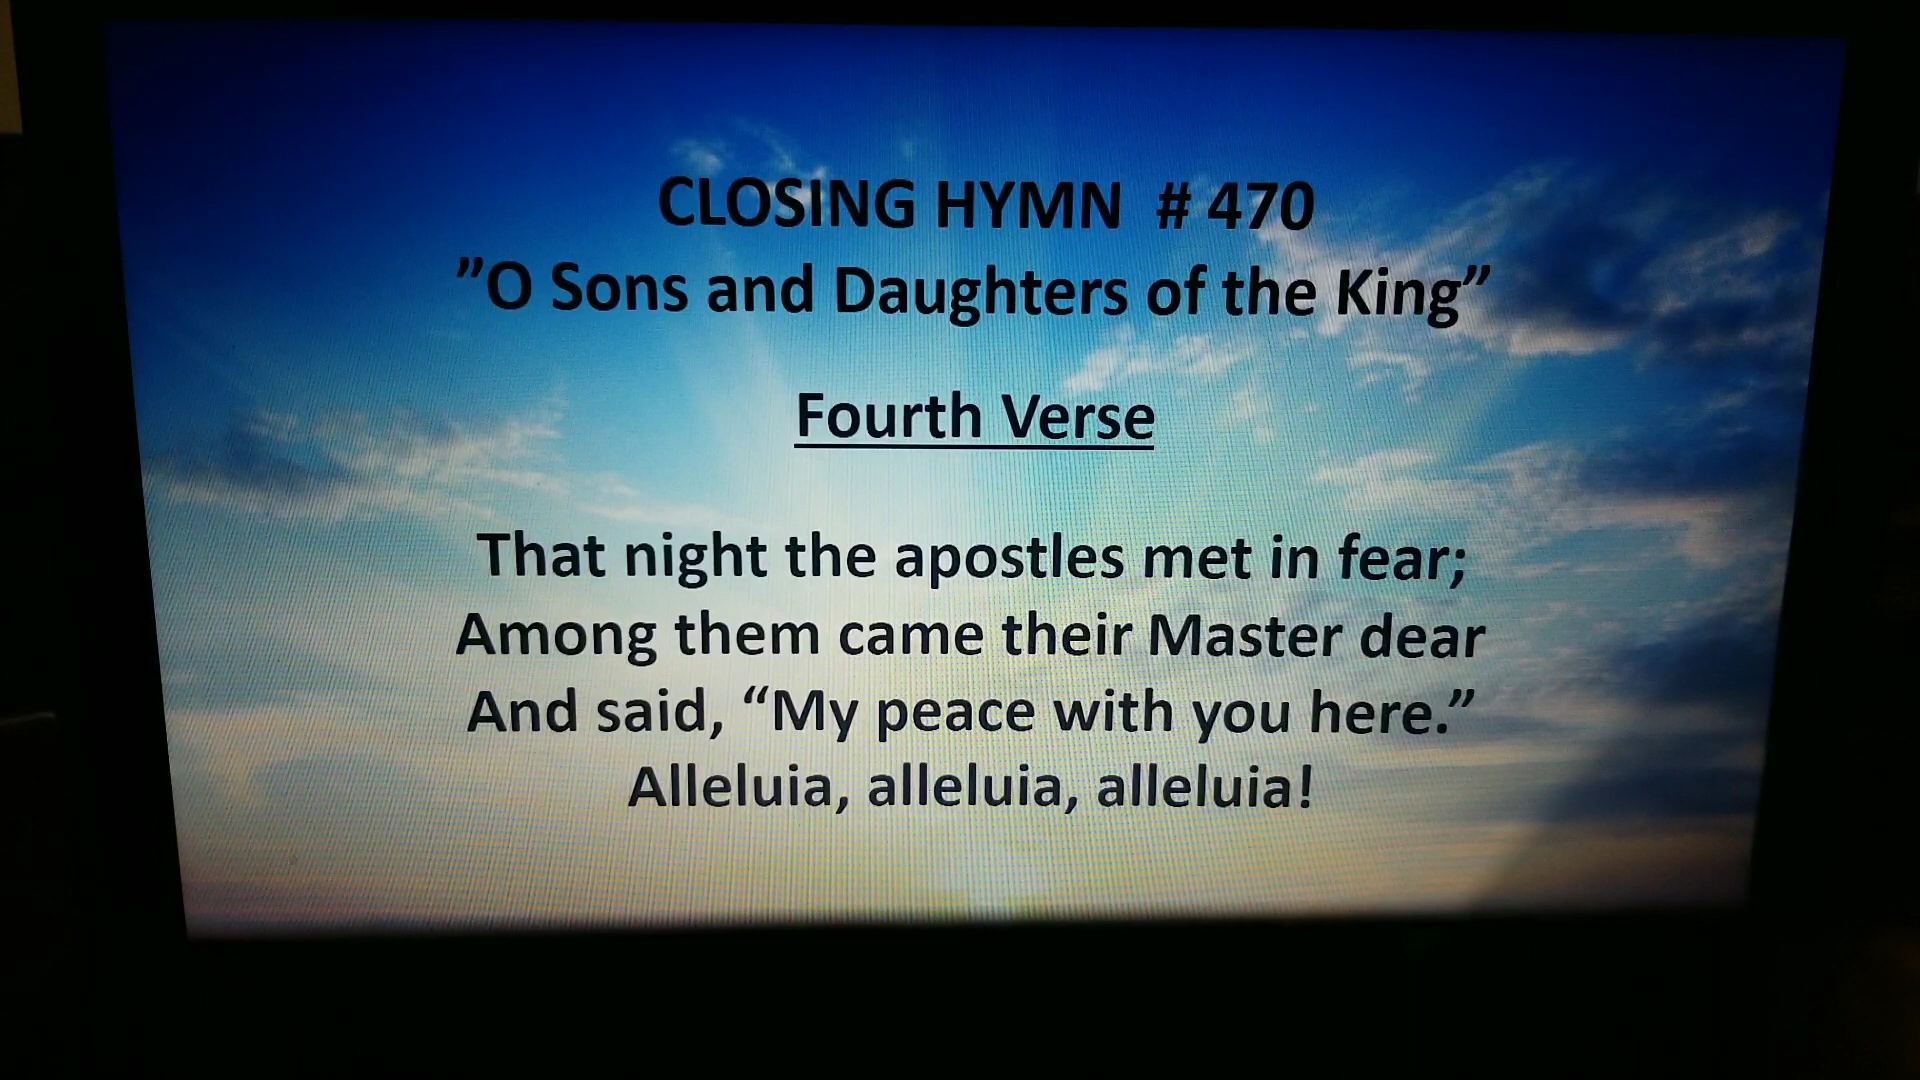 CLOSING HYMN # 470
”O Sons and Daughters of the King”
Fourth Verse
That night the apostles met in fear;
Among them came their Master dear
And said, “My peace with you here.”
Alleluia, alleluia, alleluia!